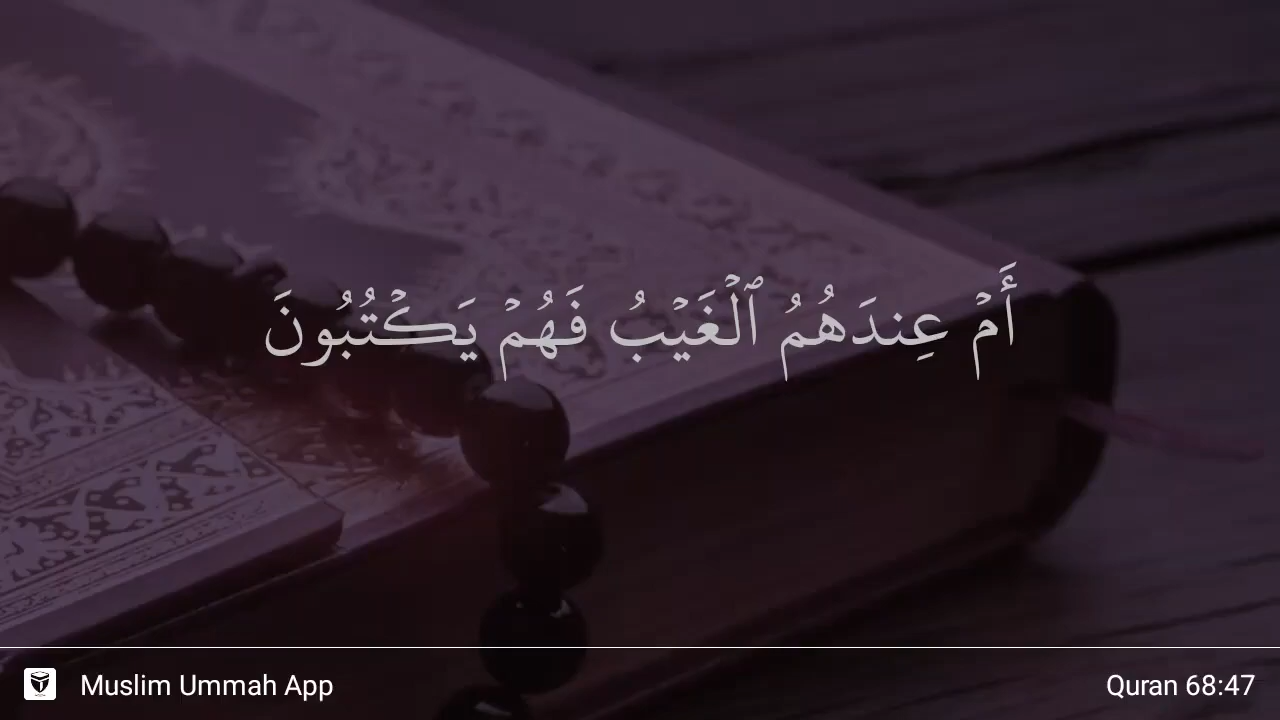 أَمْ عِندَهُمُ ٱلْغَيْبُ فَهُمْ يَكْتُبُونَ
Muslim Ummah App
Quran 68:47